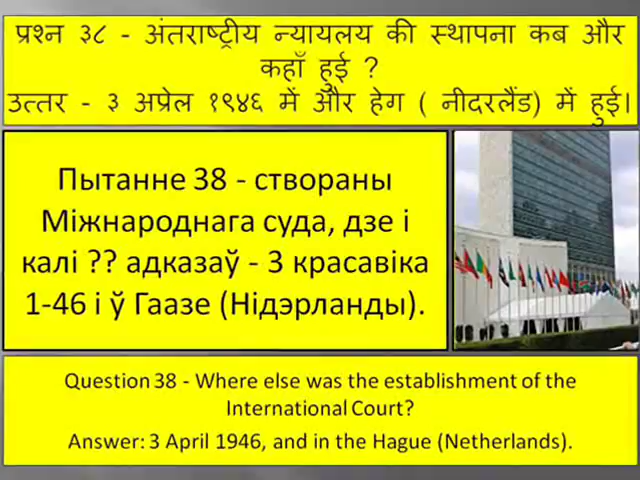 प्रश्न ३८ - अंतराष्ट्रीय न्यायलय की स्थापना कब और
कहाँ हुई ?
उत्तर - ३ अप्रेल १९४६ में और हेग ( नीदरलैंड) में हुई।
Пытанне 38 - створаны
Міжнароднага суда, дзе і
калі ?? адказаў - 3 красавіка
1-46 і ў Гаазе (Нідэрланды).
Question 38 - Where else was the establishment of the
International Court?
Answer: 3 April 1946, and in the Hague (Netherlands).